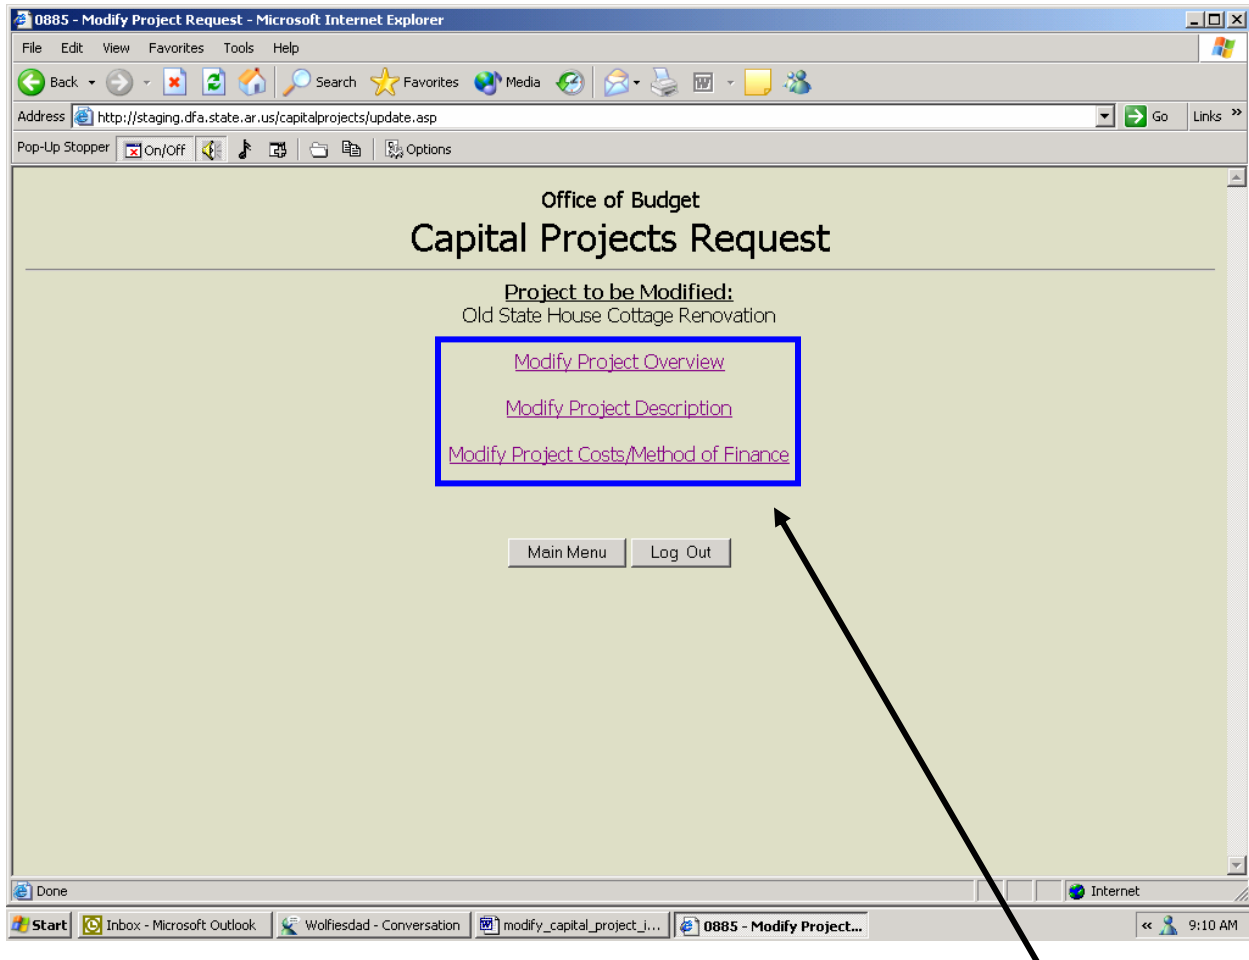 0885 - Modify Project Request - Microsoft Internet Explorer
File Edit View Favorites Tools Help
Back Search Favorites Media
Address http://staging.dfa.state.ar.us/capitalprojects/update.asp Go Links »
Pop-Up Stopper On/Off Options
Office of Budget
Capital Projects Request
Project to be Modified:
Old State House Cottage Renovation
Modify Project Overview
Modify Project Description
Modify Project Costs/Method of Finance
Main Menu Log Out
Done Internet
Start Inbox - Microsoft Outlook Wolfiesdad - Conversation modify_capital_project_i... 0885 - Modify Project... « 9:10 AM